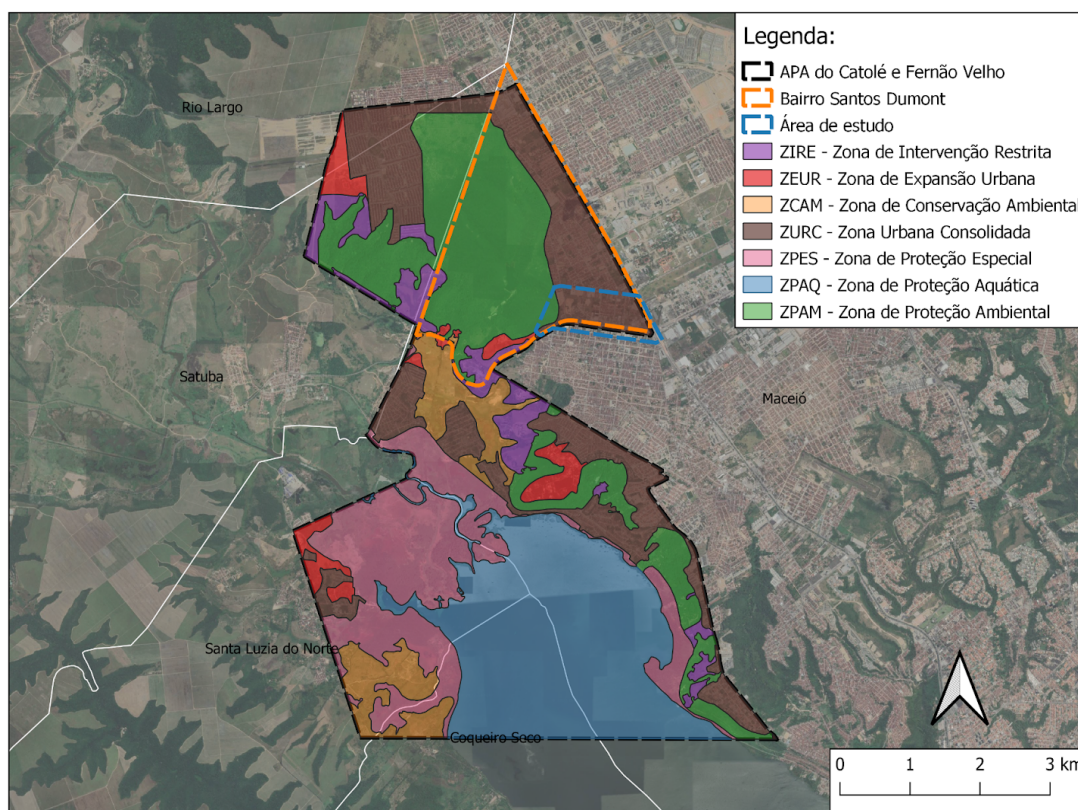 Legenda:
APA do Catolé e Fernão Velho
Bairro Santos Dumont
Área de estudo
ZIRE - Zona de Intervenção Restrita
ZEUR - Zona de Expansão Urbana
ZCAM - Zona de Conservação Ambiental
ZURC - Zona Urbana Consolidada
ZPES - Zona de Proteção Especial
ZPAQ - Zona de Proteção Aquática
ZPAM - Zona de Proteção Ambiental
Rio Largo
Satuba
Maceió
Santa Luzia do Norte
Coqueiro Seco
0 1 2 3 km